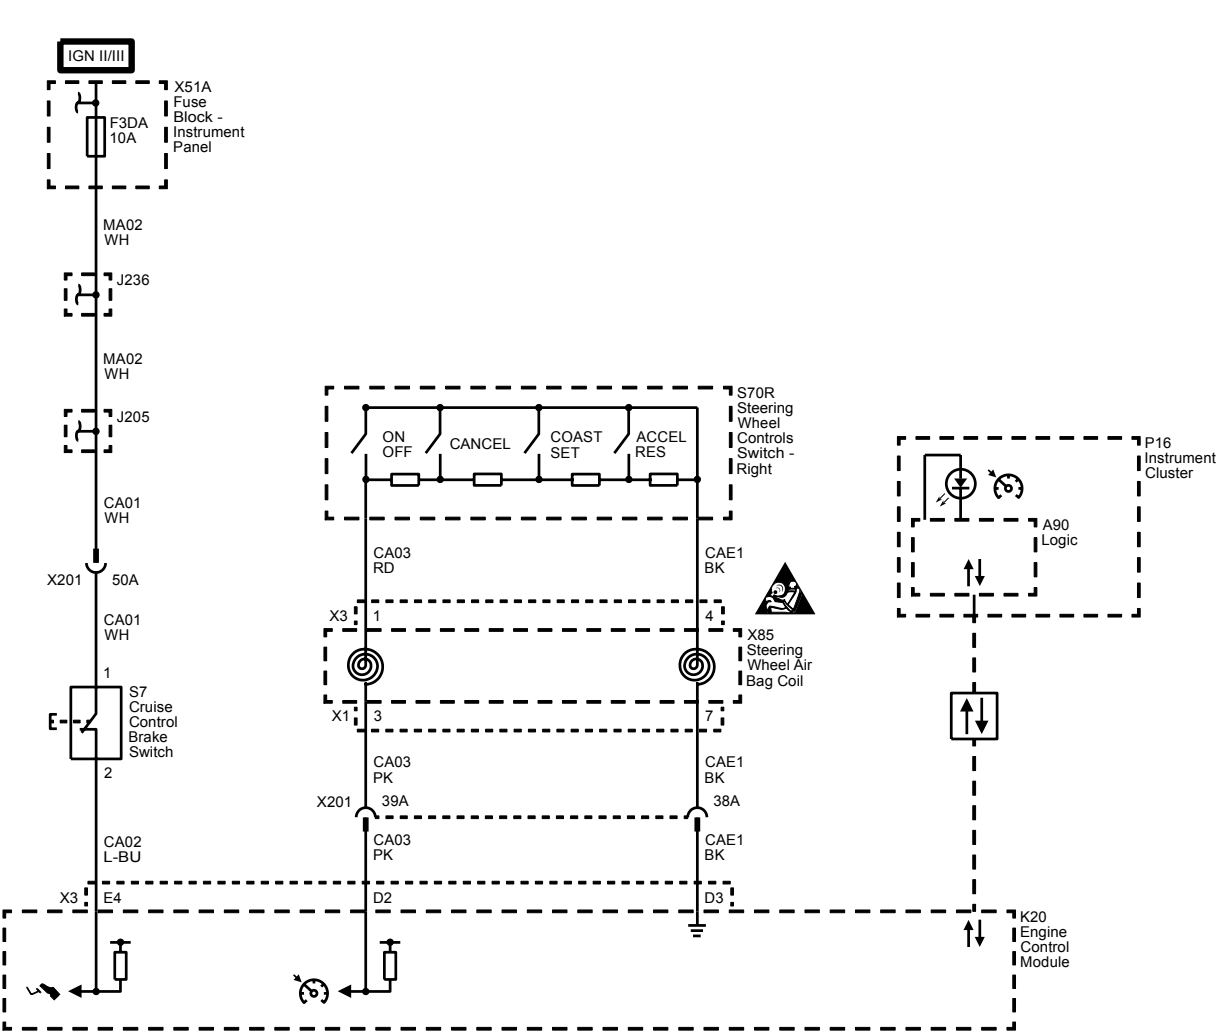 IGN II/III
X51A
Fuse
Block -
Instrument
Panel
F3DA
10A
MA02
WH
J236
MA02
WH
J205
CA01
WH
X201
50A
CA01
WH
1
S7
Cruise
Control
Brake
Switch
2
CA02
L-BU
X3
E4
S70R
Steering
Wheel
Controls
Switch -
Right
ON
OFF
CANCEL
COAST
SET
ACCEL
RES
CA03
RD
CAE1
BK
X3
1
4
X85
Steering
Wheel Air
Bag Coil
X1
3
7
CA03
PK
CAE1
BK
X201
39A
38A
CA03
PK
CAE1
BK
D2
D3
P16
Instrument
Cluster
A90
Logic
K20
Engine
Control
Module